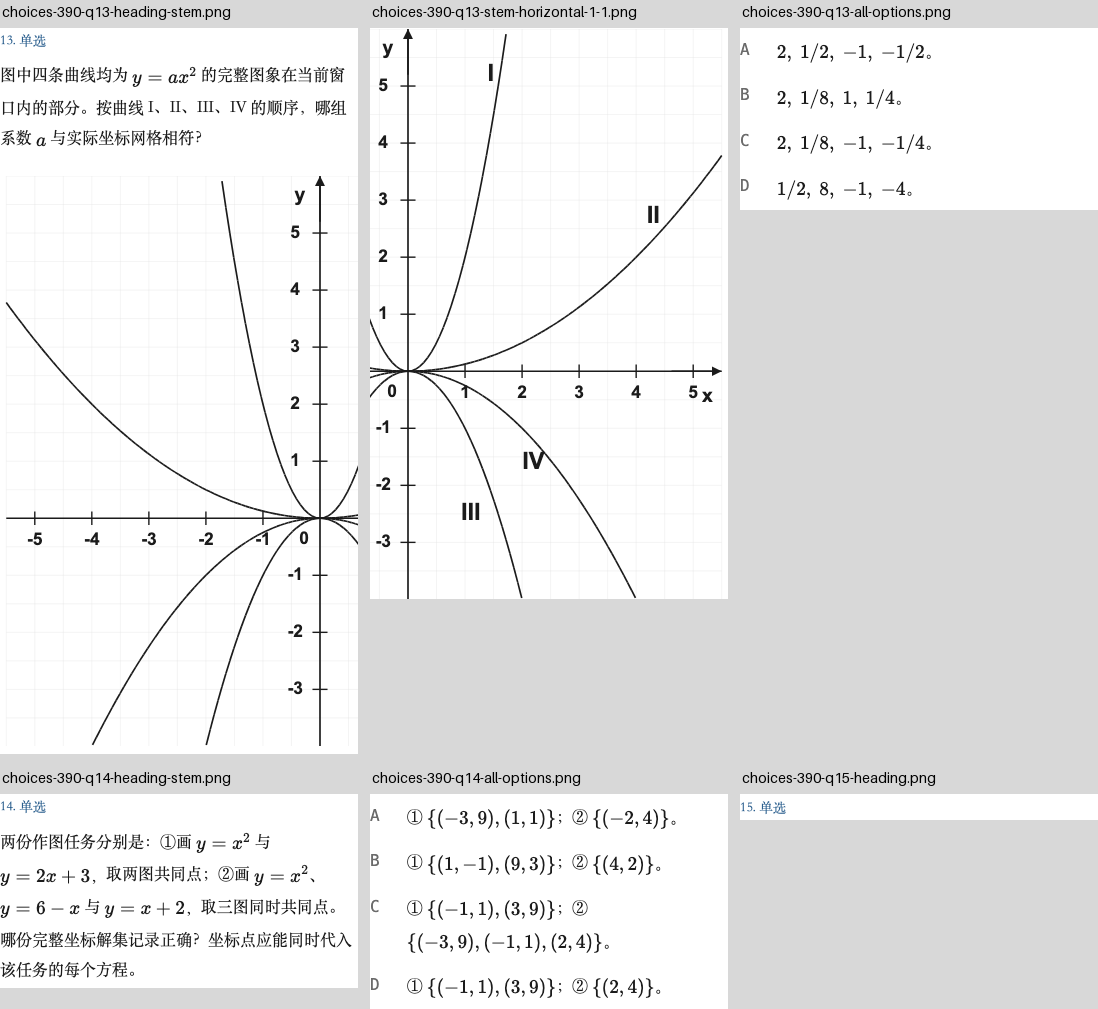 choices-390-q13-heading-stem.png
13. 单选
图中四条曲线均为 y = ax² 的完整图象在当前窗
口内的部分。按曲线 I、II、III、IV 的顺序，哪组
系数 a 与实际坐标网格相符？
y
5
4
3
2
1
-5 -4 -3 -2 -1 0
-1
-2
-3
choices-390-q13-stem-horizontal-1-1.png
y
I
5
4
3
II
2
1
0 1 2 3 4 5 x
-1
IV
-2
III
-3
choices-390-q13-all-options.png
A 2, 1/2, −1, −1/2。
B 2, 1/8, 1, 1/4。
C 2, 1/8, −1, −1/4。
D 1/2, 8, −1, −4。
choices-390-q14-heading-stem.png
14. 单选
两份作图任务分别是：①画 y = x² 与
y = 2x + 3，取两图共同点；②画 y = x²、
y = 6 − x 与 y = x + 2，取三图同时共同点。
哪份完整坐标解集记录正确？坐标点应能同时代入
该任务的每个方程。
choices-390-q14-all-options.png
A ① {(−3, 9), (1, 1)}；② {(−2, 4)}。
B ① {(1, −1), (9, 3)}；② {(4, 2)}。
C ① {(−1, 1), (3, 9)}；②
{(−3, 9), (−1, 1), (2, 4)}。
D ① {(−1, 1), (3, 9)}；② {(2, 4)}。
choices-390-q15-heading.png
15. 单选